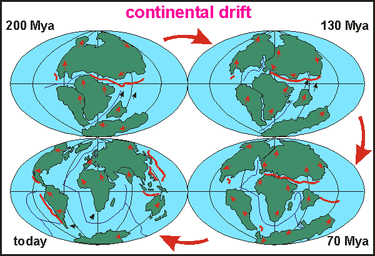 continental drift
200 Mya
130 Mya
today
70 Mya